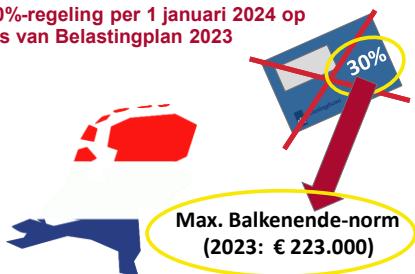 0%-regeling per 1 januari 2024 op
s van Belastingplan 2023
30%
Max. Balkenende-norm
(2023: € 223.000)